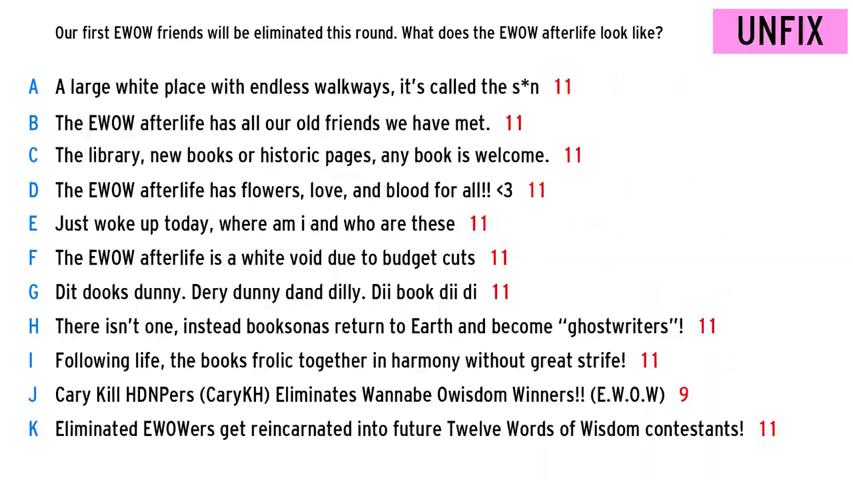 Our first EWOW friends will be eliminated this round. What does the EWOW afterlife look like?
UNFIX
A A large white place with endless walkways, it's called the s*n 11
B The EWOW afterlife has all our old friends we have met. 11
C The library, new books or historic pages, any book is welcome. 11
D The EWOW afterlife has flowers, love, and blood for all!! <3 11
E Just woke up today, where am i and who are these 11
F The EWOW afterlife is a white void due to budget cuts 11
G Dit dooks dunny. Dery dunny dand dilly. Dii book dii di 11
H There isn't one, instead booksonas return to Earth and become “ghostwriters”! 11
I Following life, the books frolic together in harmony without great strife! 11
J Cary Kill HDNPers (CaryKH) Eliminates Wannabe Owisdom Winners!! (E.W.O.W) 9
K Eliminated EWOWers get reincarnated into future Twelve Words of Wisdom contestants! 11